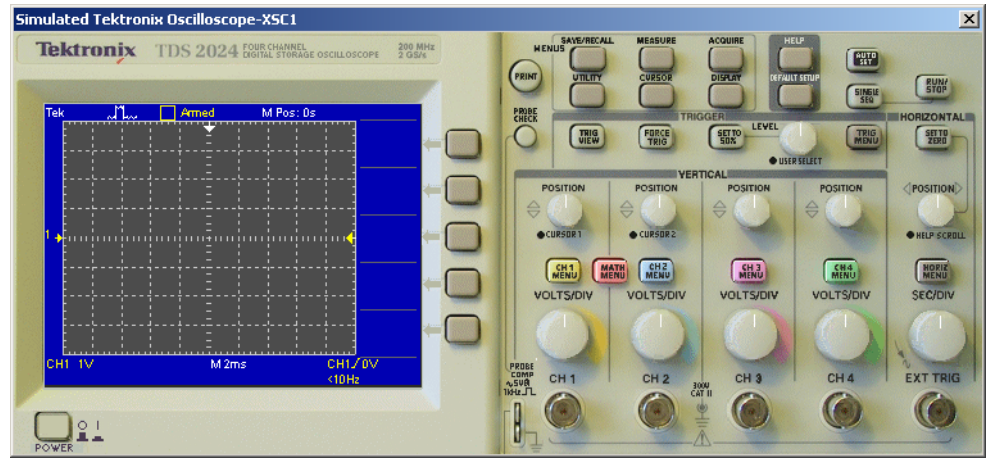 Simulated Tektronix Oscilloscope-XSC1
Tektronix TDS 2024 FOUR CHANNEL DIGITAL STORAGE OSCILLOSCOPE 200 MHz 2 GS/s
Tek Armed M Pos: 0s
1
CH1 1V M 2ms CH1 0V
<10Hz
POWER
MENUS
SAVE/RECALL MEASURE ACQUIRE
UTILITY CURSOR DISPLAY
HELP
DEFAULT SETUP
AUTO SET
SINGLE SEQ
RUN/ STOP
PRINT
PROBE CHECK
TRIGGER
TRIG VIEW
FORCE TRIG
SET TO 50%
LEVEL
USER SELECT
TRIG MENU
HORIZONTAL
SET TO ZERO
VERTICAL
POSITION POSITION POSITION POSITION POSITION
CURSOR 1 CURSOR 2 HELP SCROLL
CH 1 MENU
MATH MENU
CH 2 MENU
CH 3 MENU
CH4 MENU
HORIZ MENU
VOLTS/DIV VOLTS/DIV VOLTS/DIV VOLTS/DIV SEC/DIV
PROBE COMP
~5V@
1kHz
CH 1 CH 2 CH 3 CH 4 EXT TRIG
300V
CAT II